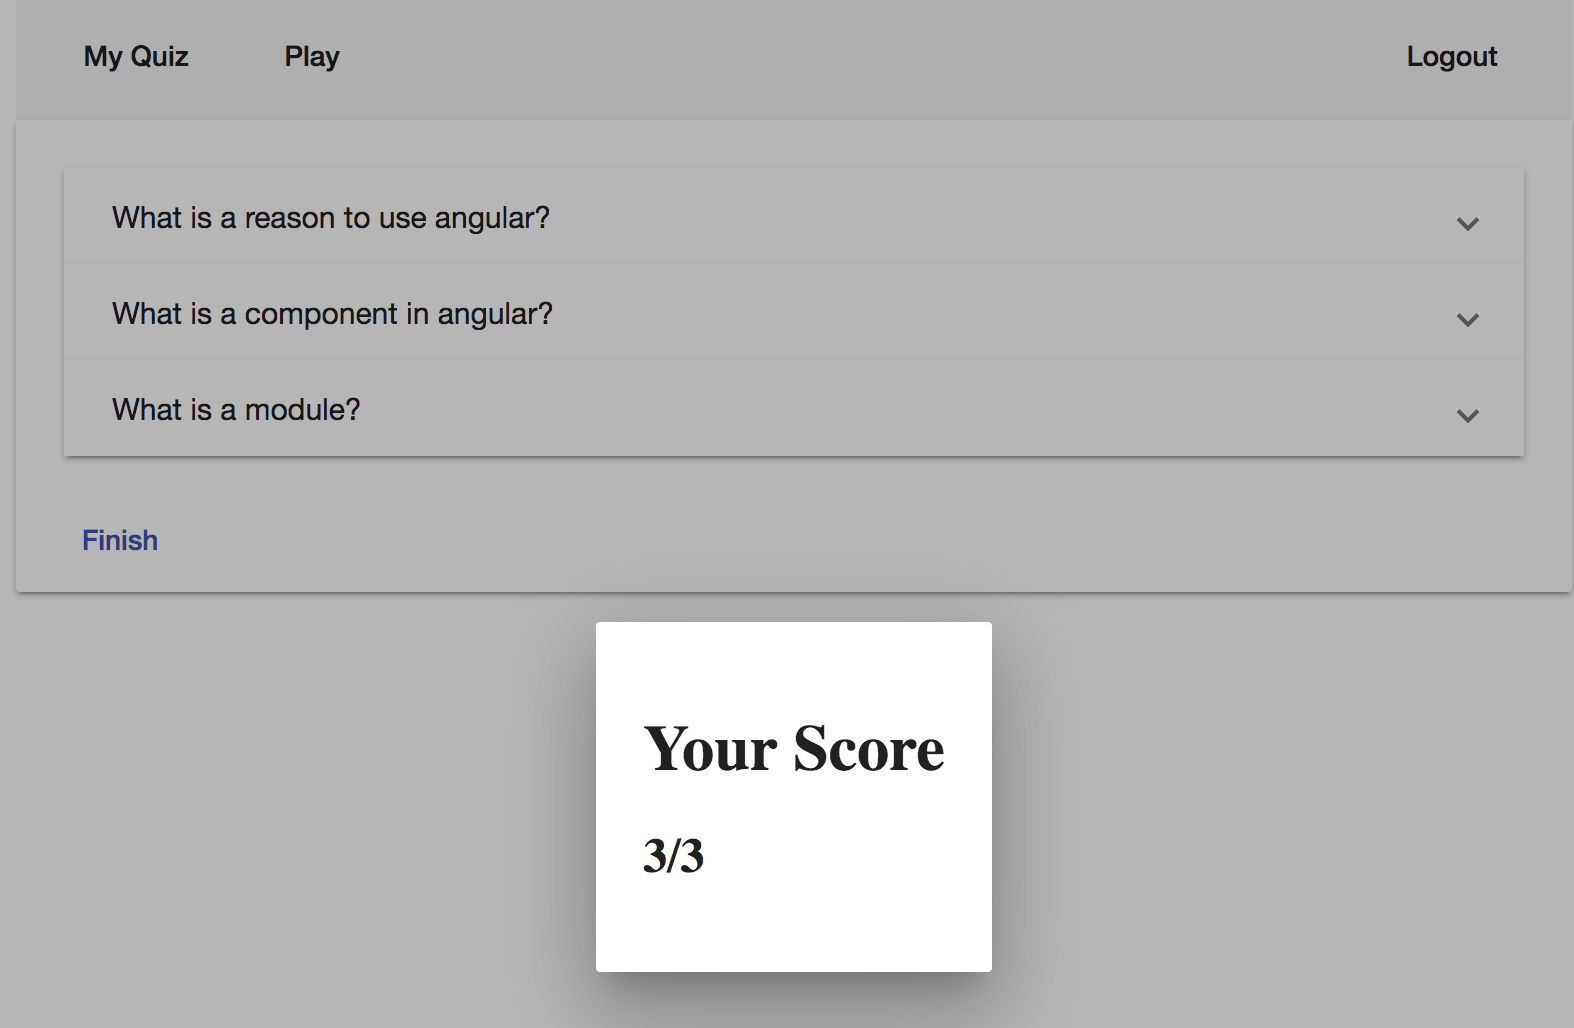 My Quiz Play Logout
What is a reason to use angular?
What is a component in angular?
What is a module?
Finish
Your Score
3/3